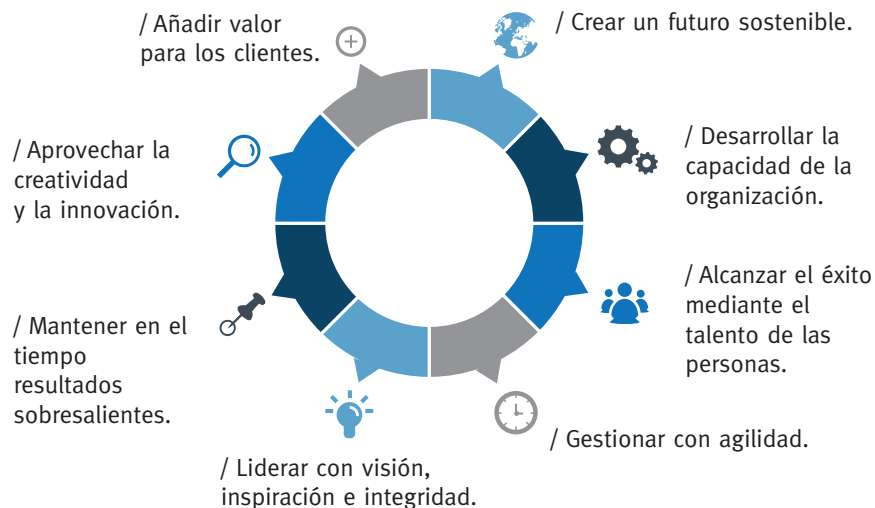 / Añadir valor
para los clientes.
/ Crear un futuro sostenible.
/ Aprovechar la
creatividad
y la innovación.
/ Desarrollar la
capacidad de la
organización.
/ Mantener en el
tiempo
resultados
sobresalientes.
/ Alcanzar el éxito
mediante el
talento de las
personas.
/ Liderar con visión,
inspiración e integridad.
/ Gestionar con agilidad.